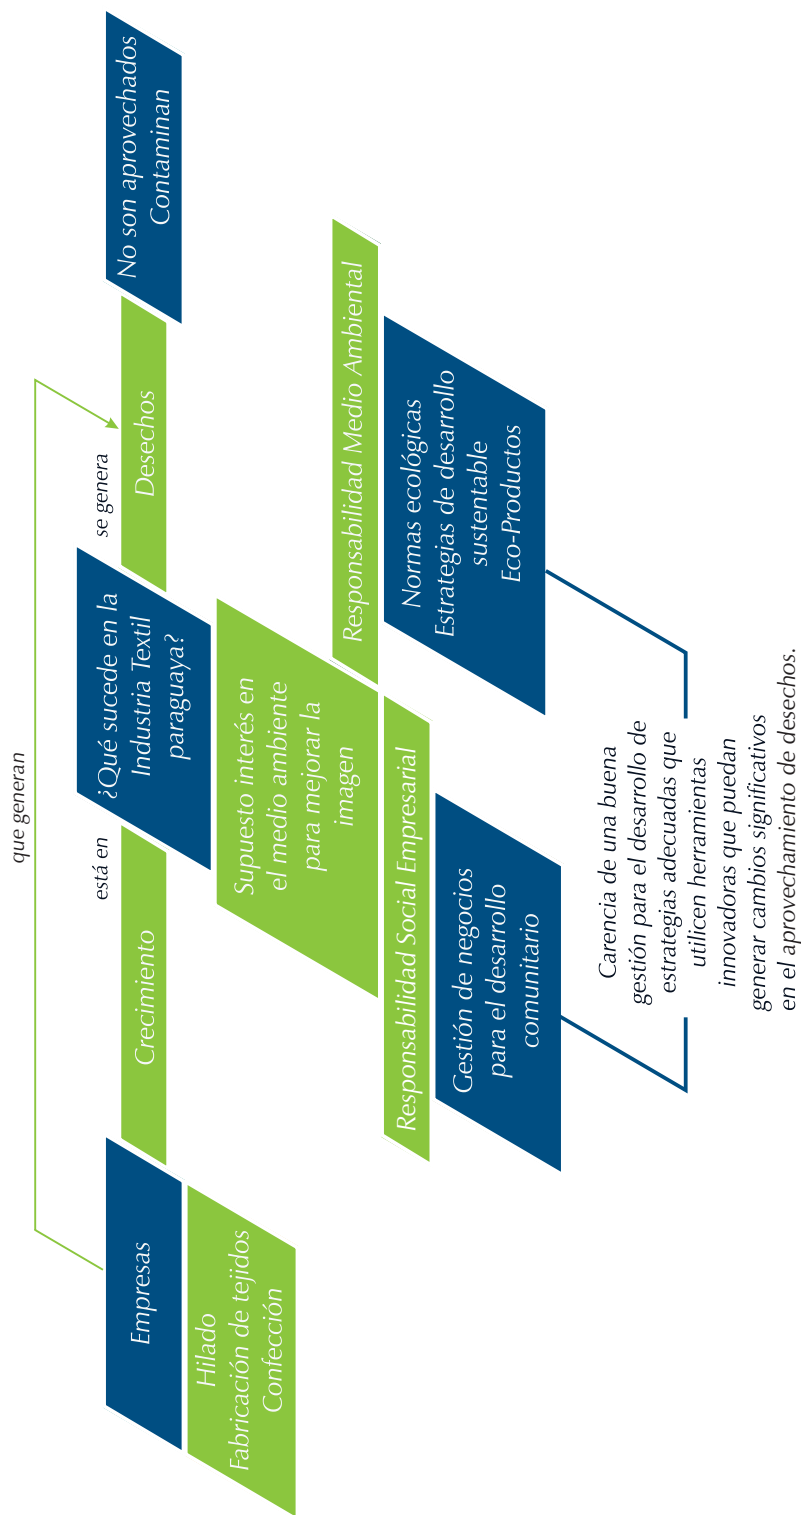 que generan
está en
se genera
Empresas
Hilado
Fabricación de tejidos
Confección
Crecimiento
¿Qué sucede en la
Industria Textil
paraguaya?
Desechos
No son aprovechados
Contaminan
Supuesto interés en
el medio ambiente
para mejorar la
imagen
Responsabilidad Social Empresarial
Gestión de negocios
para el desarrollo
comunitario
Responsabilidad Medio Ambiental
Normas ecológicas
Estrategias de desarrollo
sustentable
Eco-Productos
Carencia de una buena
gestión para el desarrollo de
estrategias adecuadas que
utilicen herramientas
innovadoras que puedan
generar cambios significativos
en el aprovechamiento de desechos.